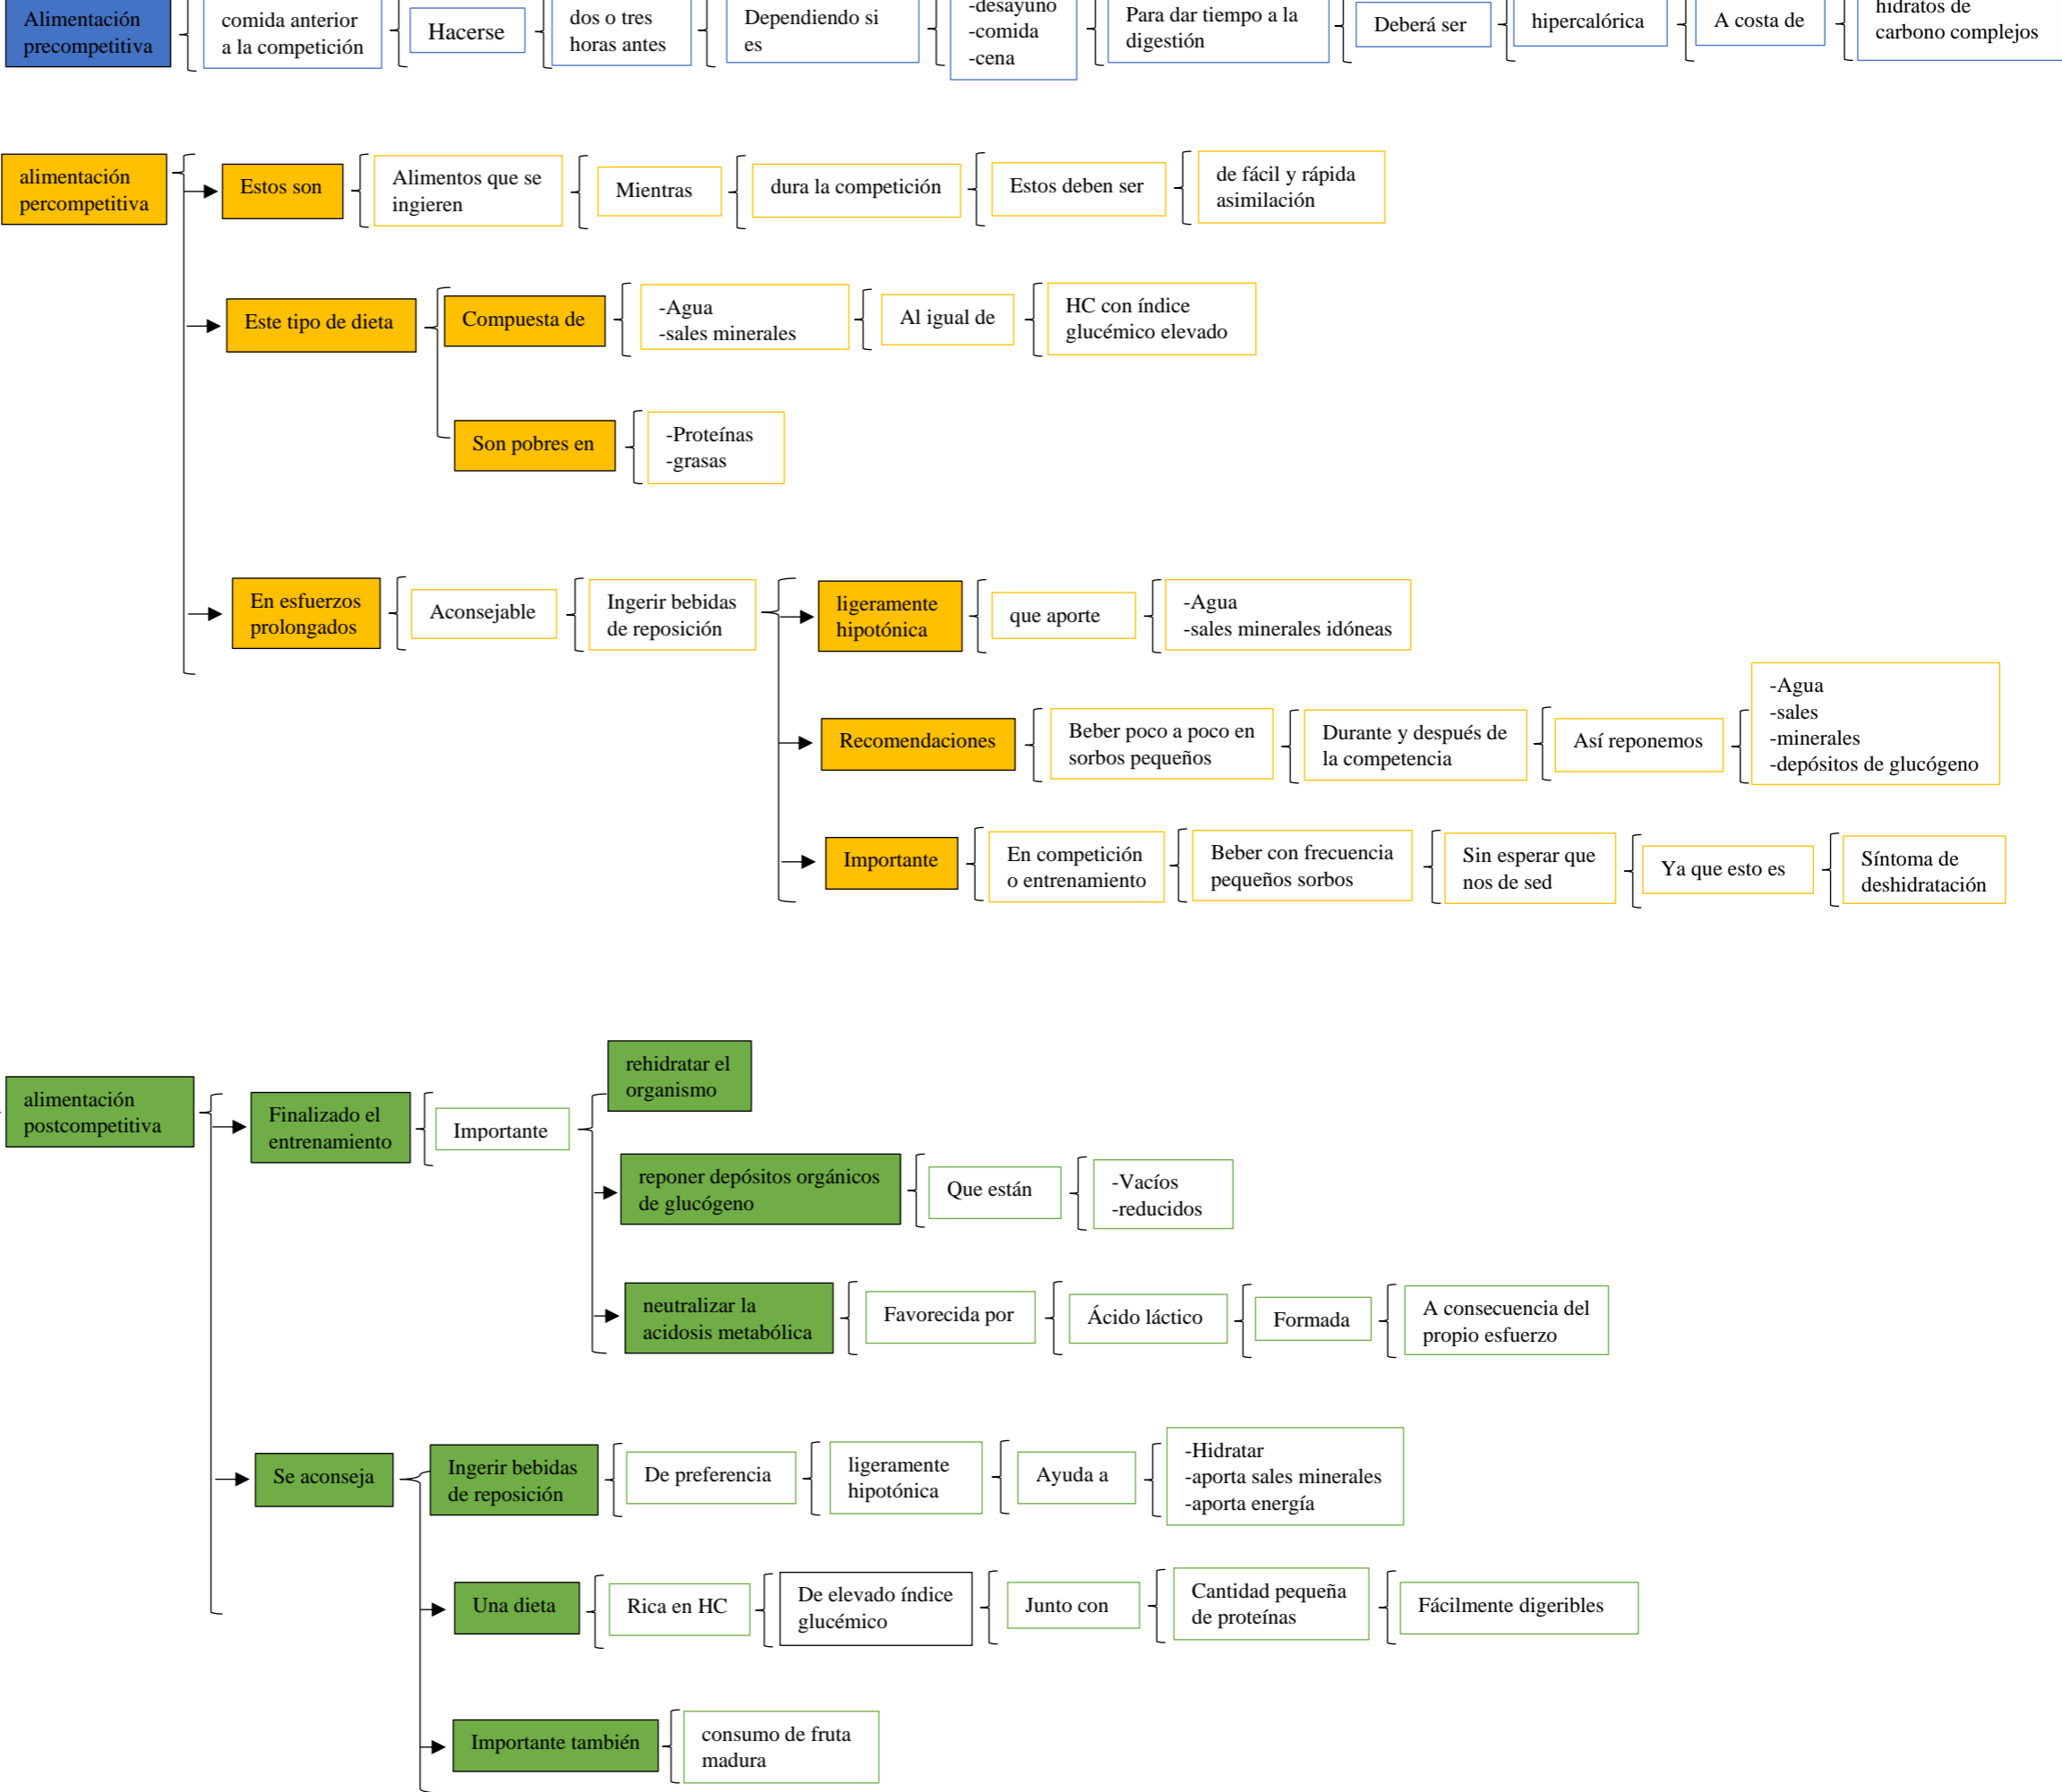 Alimentación
precompetitiva
comida anterior
a la competición
Hacerse
dos o tres
horas antes
Dependiendo si
es
-desayuno
-comida
-cena
Para dar tiempo a la
digestión
Deberá ser
hipercalórica
A costa de
hidratos de
carbono complejos
alimentación
percompetitiva
Estos son
Alimentos que se
ingieren
Mientras
dura la competición
Estos deben ser
de fácil y rápida
asimilación
Este tipo de dieta
Compuesta de
-Agua
-sales minerales
Al igual de
HC con índice
glucémico elevado
Son pobres en
-Proteínas
-grasas
En esfuerzos
prolongados
Aconsejable
Ingerir bebidas
de reposición
ligeramente
hipotónica
que aporte
-Agua
-sales minerales idóneas
Recomendaciones
Beber poco a poco en
sorbos pequeños
Durante y después de
la competencia
Así reponemos
-Agua
-sales
-minerales
-depósitos de glucógeno
Importante
En competición
o entrenamiento
Beber con frecuencia
pequeños sorbos
Sin esperar que
nos de sed
Ya que esto es
Síntoma de
deshidratación
alimentación
postcompetitiva
Finalizado el
entrenamiento
Importante
rehidratar el
organismo
reponer depósitos orgánicos
de glucógeno
Que están
-Vacíos
-reducidos
neutralizar la
acidosis metabólica
Favorecida por
Ácido láctico
Formada
A consecuencia del
propio esfuerzo
Se aconseja
Ingerir bebidas
de reposición
De preferencia
ligeramente
hipotónica
Ayuda a
-Hidratar
-aporta sales minerales
-aporta energía
Una dieta
Rica en HC
De elevado índice
glucémico
Junto con
Cantidad pequeña
de proteínas
Fácilmente digeribles
Importante también
consumo de fruta
madura